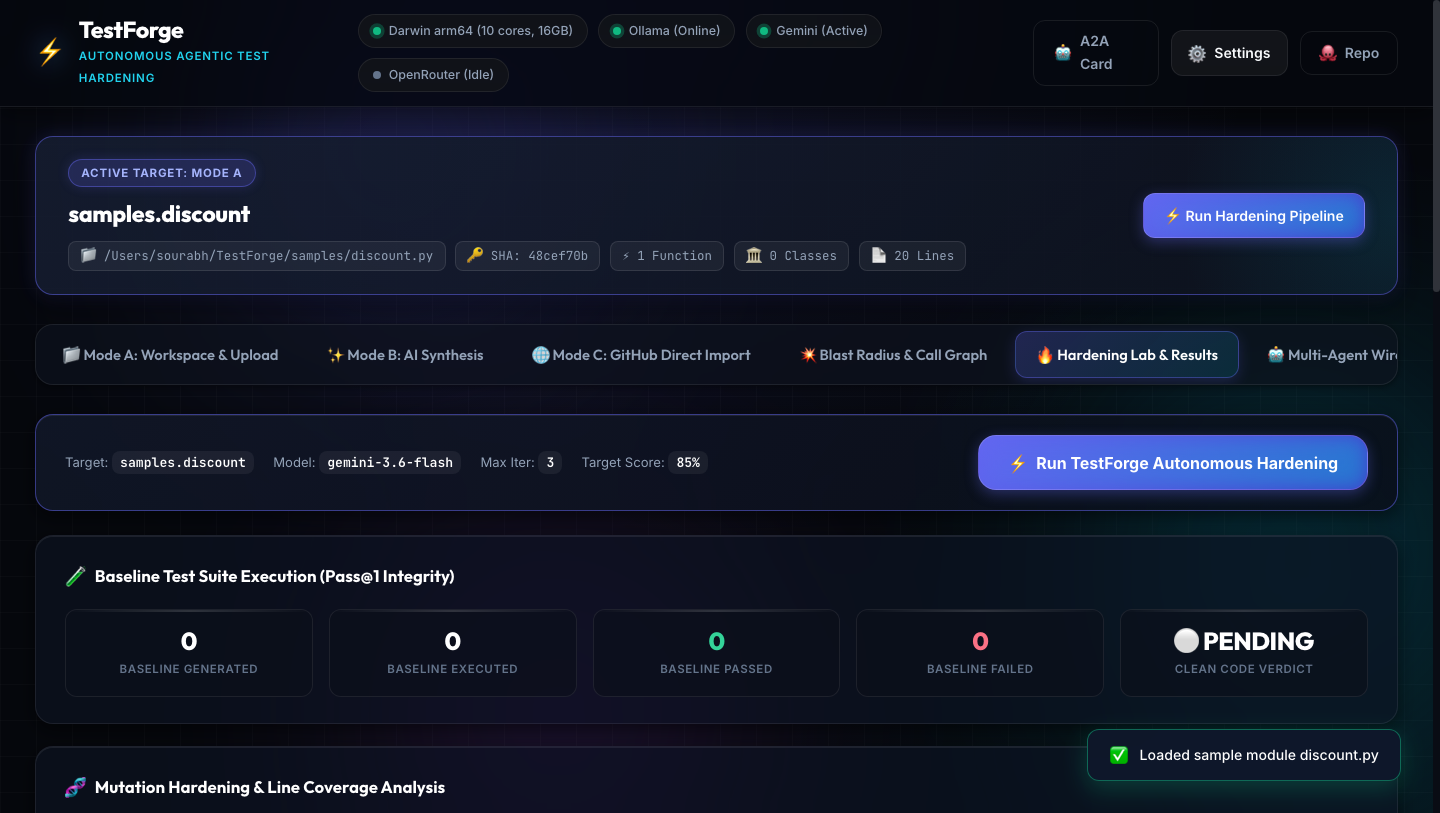 TestForge
AUTONOMOUS AGENTIC TEST
HARDENING
Darwin arm64 (10 cores, 16GB)
Ollama (Online)
Gemini (Active)
OpenRouter (Idle)
A2A
Card
Settings
Repo
ACTIVE TARGET: MODE A
samples.discount
/Users/sourabh/TestForge/samples/discount.py
SHA: 48cef70b
⚡ 1 Function
0 Classes
20 Lines
⚡ Run Hardening Pipeline
Mode A: Workspace & Upload
Mode B: AI Synthesis
Mode C: GitHub Direct Import
Blast Radius & Call Graph
Hardening Lab & Results
Multi-Agent
Target: samples.discount
Model: gemini-3.6-flash
Max Iter: 3
Target Score: 85%
⚡ Run TestForge Autonomous Hardening
Baseline Test Suite Execution (Pass@1 Integrity)
0
BASELINE GENERATED
0
BASELINE EXECUTED
0
BASELINE PASSED
0
BASELINE FAILED
PENDING
CLEAN CODE VERDICT
Mutation Hardening & Line Coverage Analysis
Loaded sample module discount.py